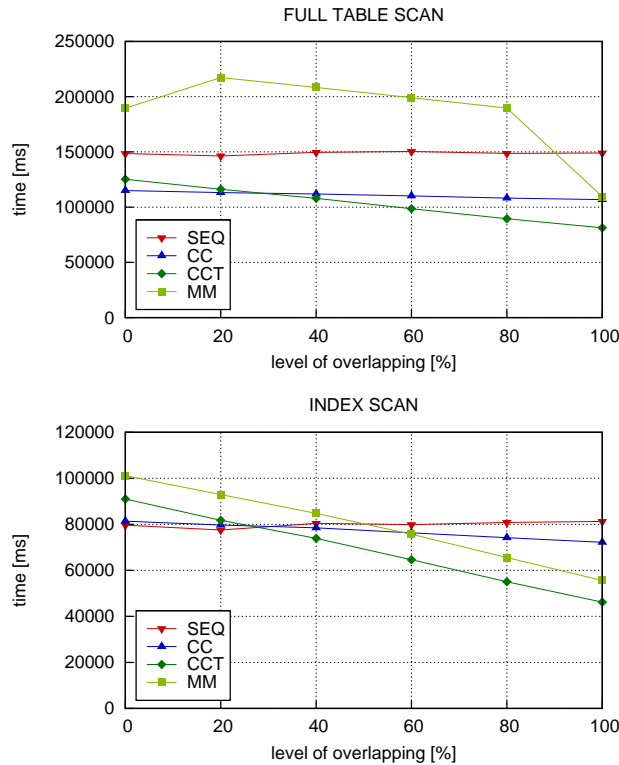 FULL TABLE SCAN
250000
200000
150000
100000
50000
0
time [ms]
SEQ
CC
CCT
MM
0 20 40 60 80 100
level of overlapping [%]
INDEX SCAN
120000
100000
80000
60000
40000
20000
0
time [ms]
SEQ
CC
CCT
MM
0 20 40 60 80 100
level of overlapping [%]